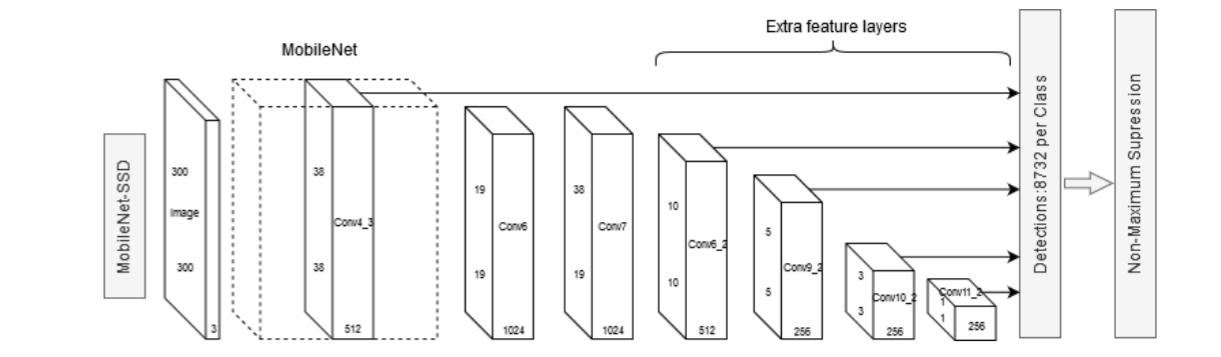 Extra feature layers
MobileNet
MobileNet-SSD
300
Image
300
3
38
Conv4_3
38
512
19
Conv6
19
1024
38
Conv7
19
1024
10
Conv6_2
10
512
5
Conv9_2
5
256
3
Conv10_2
3
256
Conv11_2
1
1
256
Detections:8732 per Class
Non-Maximum Supression